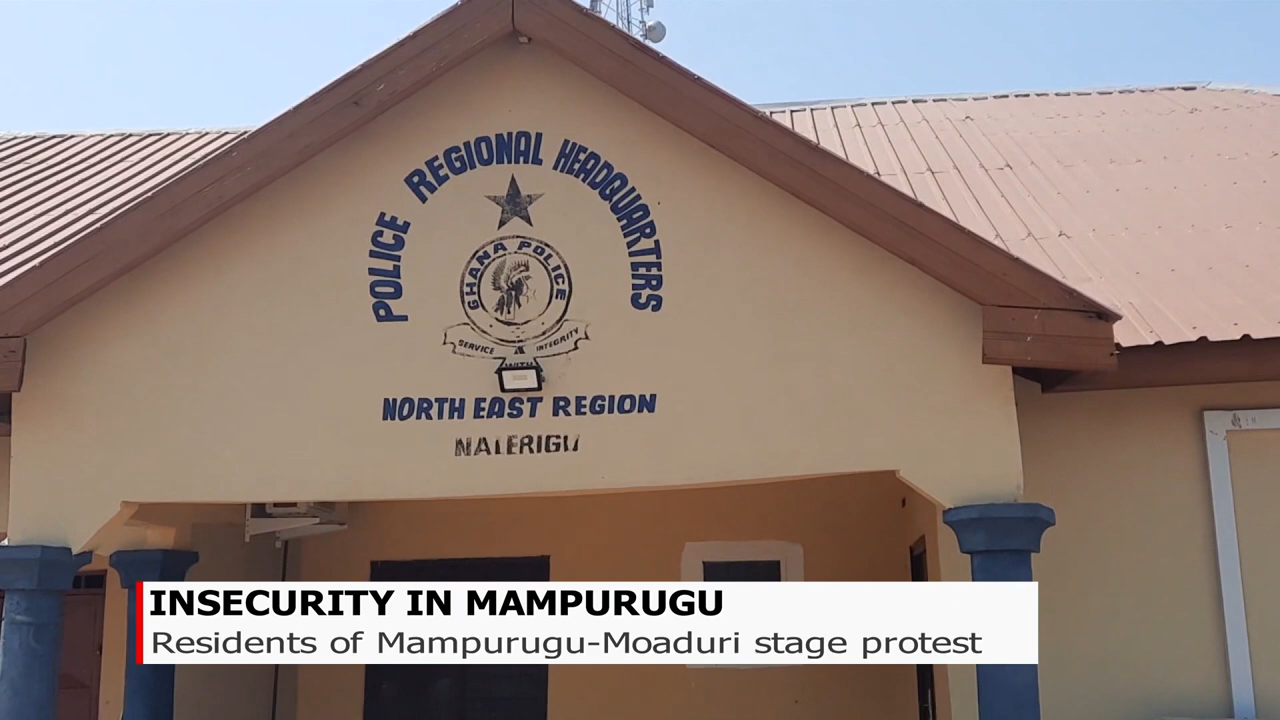 POLICE REGIONAL HEADQUARTERS
GHANA POLICE
SERVICE WITH INTEGRITY
NORTH EAST REGION
NALERIGU
INSECURITY IN MAMPURUGU
Residents of Mampurugu-Moaduri stage protest